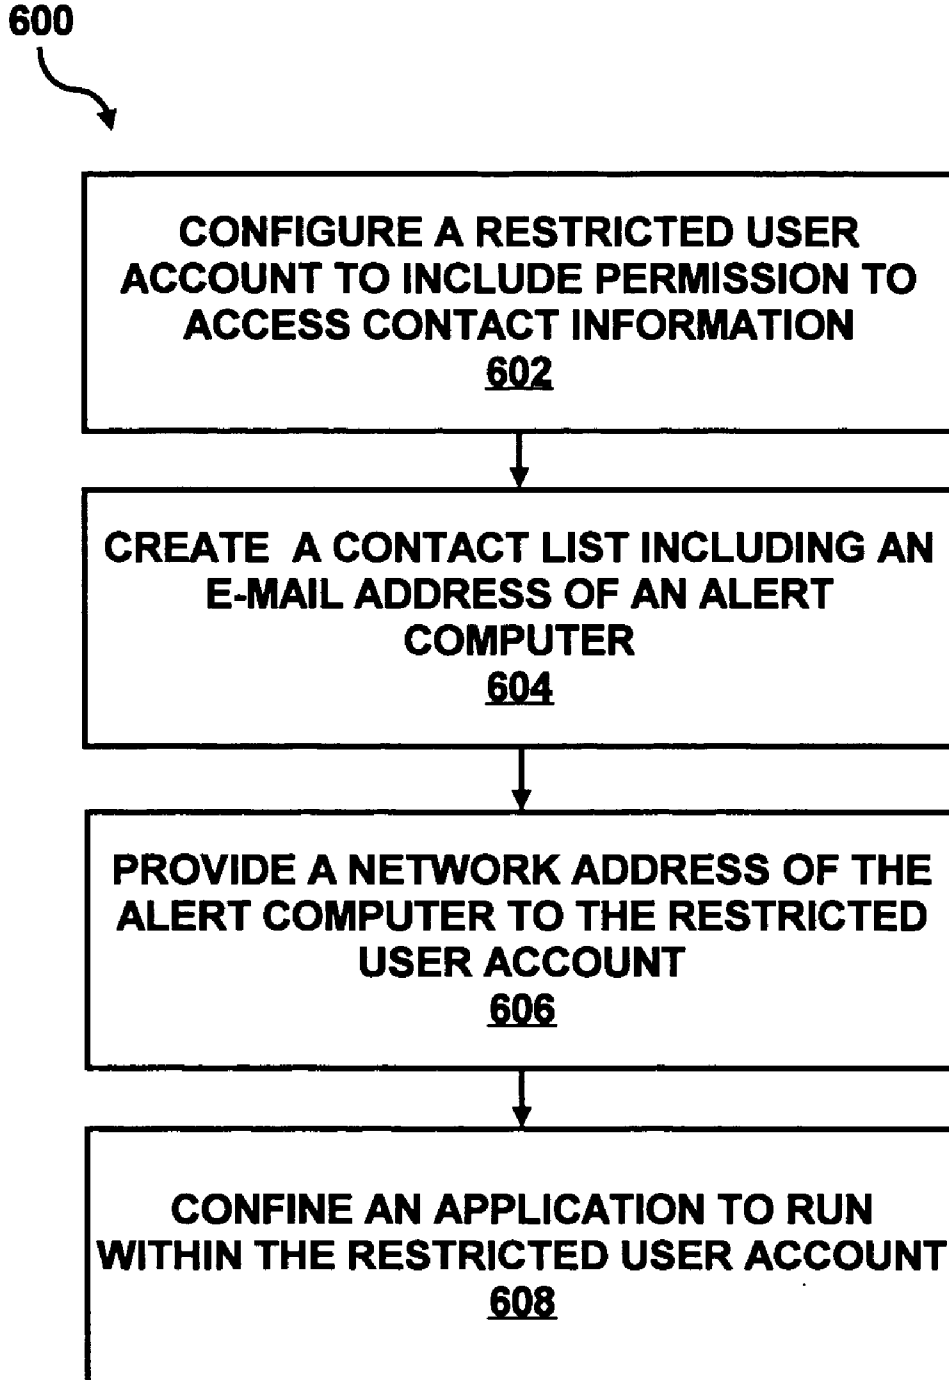 600
CONFIGURE A RESTRICTED USER
ACCOUNT TO INCLUDE PERMISSION TO
ACCESS CONTACT INFORMATION
602
CREATE A CONTACT LIST INCLUDING AN
E-MAIL ADDRESS OF AN ALERT
COMPUTER
604
PROVIDE A NETWORK ADDRESS OF THE
ALERT COMPUTER TO THE RESTRICTED
USER ACCOUNT
606
CONFINE AN APPLICATION TO RUN
WITHIN THE RESTRICTED USER ACCOUNT
608